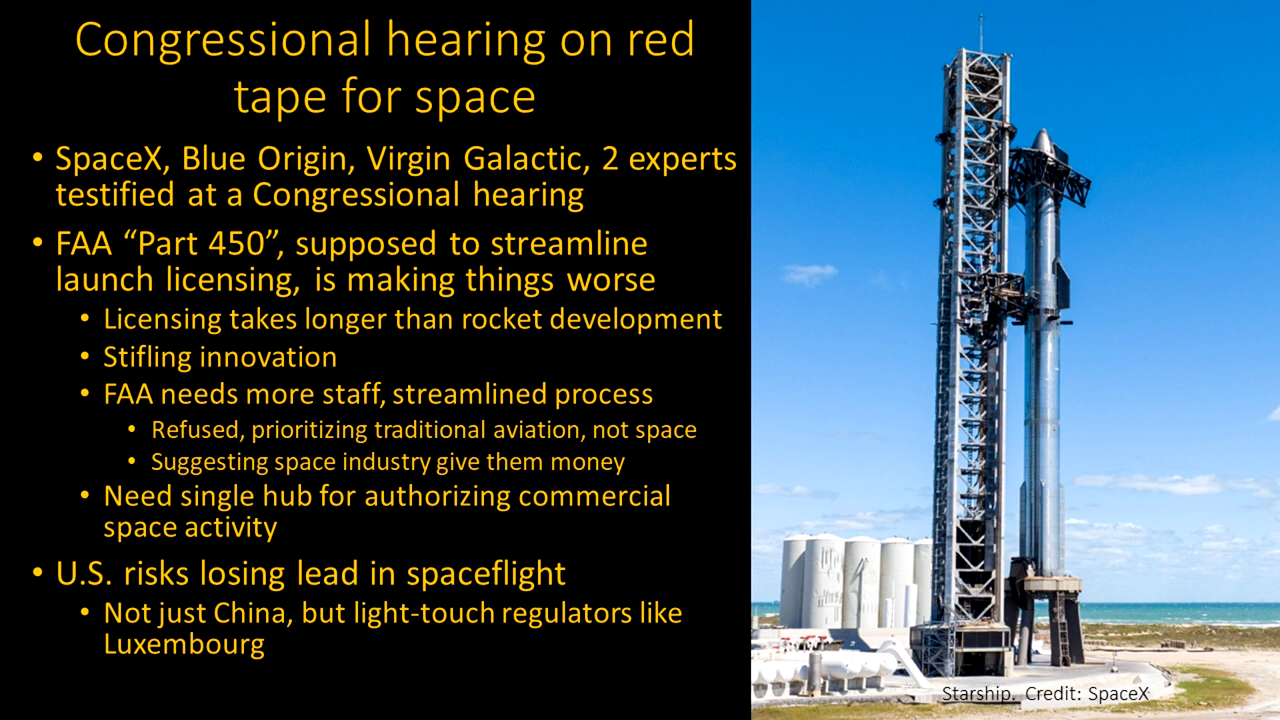 Congressional hearing on red
tape for space
• SpaceX, Blue Origin, Virgin Galactic, 2 experts
testified at a Congressional hearing
• FAA “Part 450”, supposed to streamline
launch licensing, is making things worse
• Licensing takes longer than rocket development
• Stifling innovation
• FAA needs more staff, streamlined process
• Refused, prioritizing traditional aviation, not space
• Suggesting space industry give them money
• Need single hub for authorizing commercial
space activity
• U.S. risks losing lead in spaceflight
• Not just China, but light-touch regulators like
Luxembourg
Starship. Credit: SpaceX